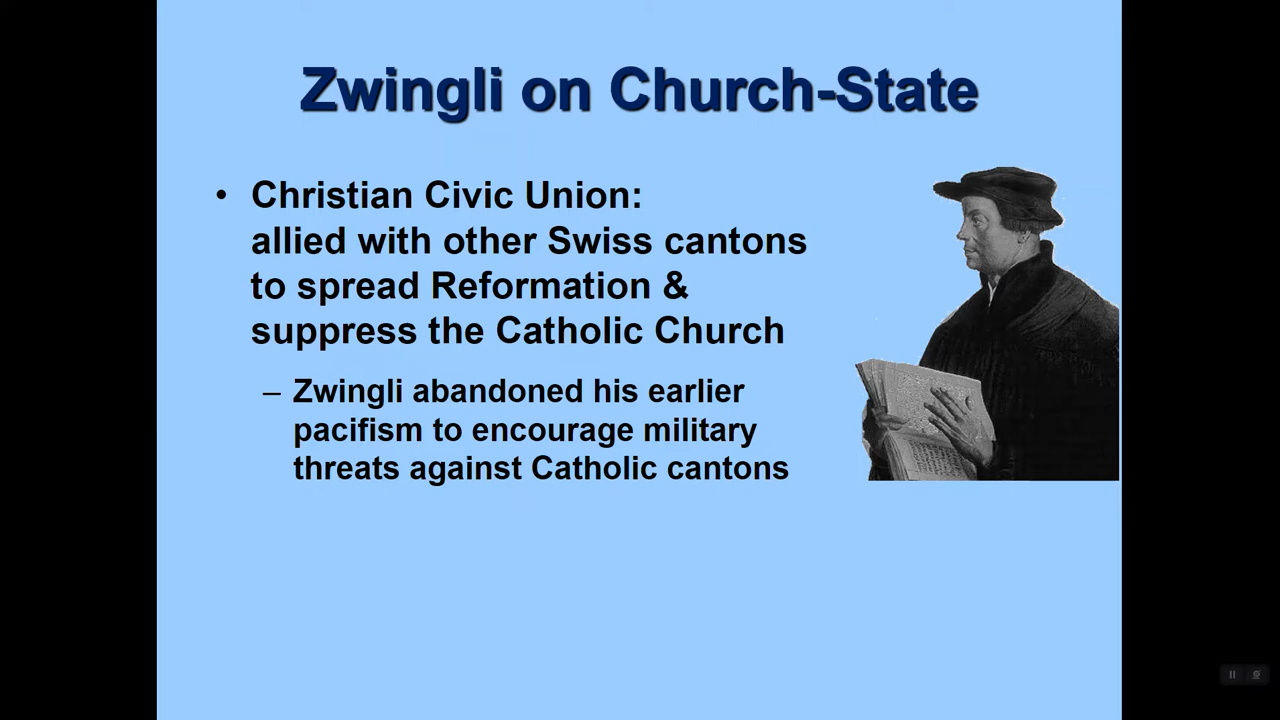 Zwingli on Church-State
• Christian Civic Union:
allied with other Swiss cantons
to spread Reformation &
suppress the Catholic Church
– Zwingli abandoned his earlier
pacifism to encourage military
threats against Catholic cantons